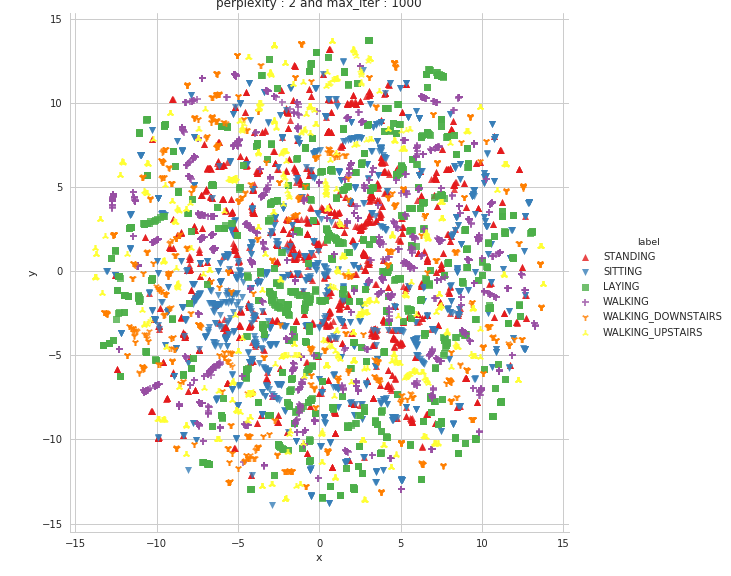 perplexity : 2 and max_iter : 1000
15
10
5
0
−5
−10
−15
y
−15 −10 −5 0 5 10 15
x
label
STANDING
SITTING
LAYING
WALKING
WALKING_DOWNSTAIRS
WALKING_UPSTAIRS